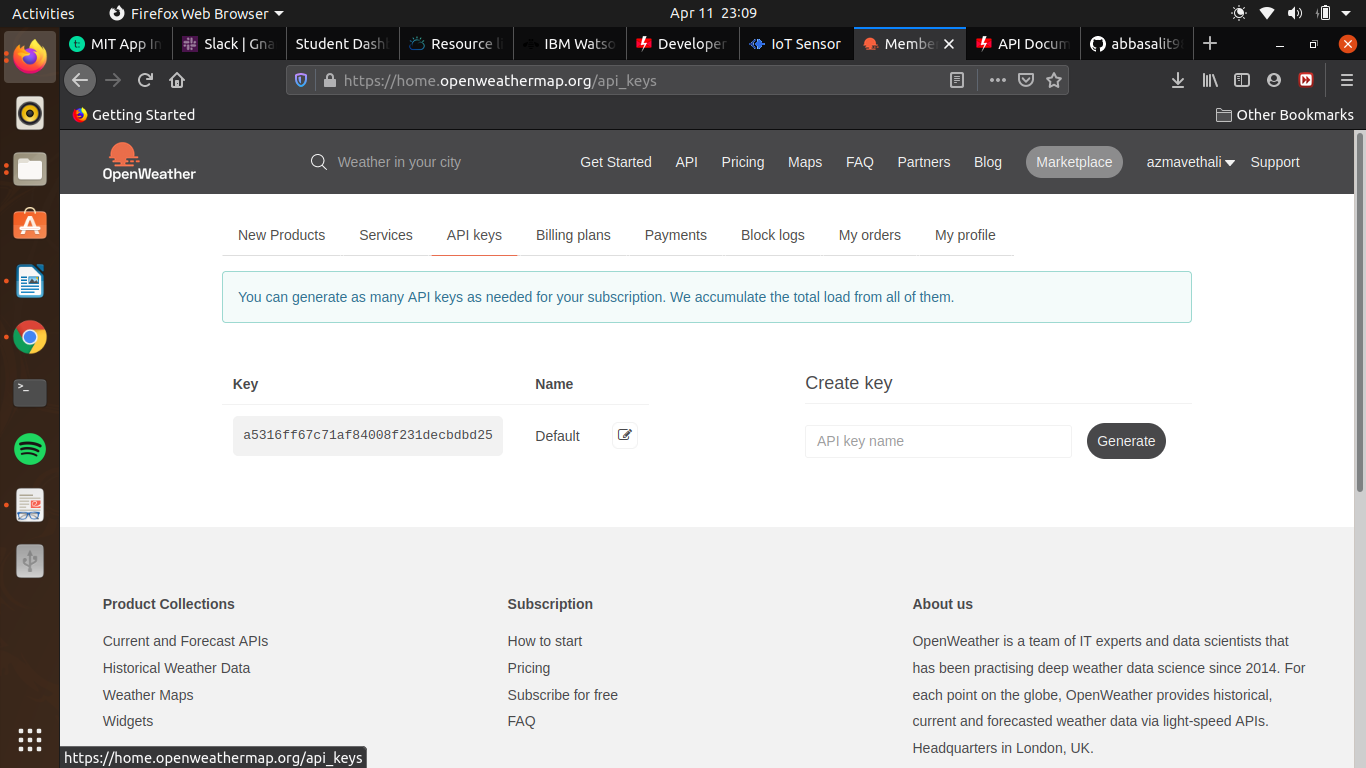 Activities
Firefox Web Browser
Apr 11 23:09
MIT App In
Slack | Gna
Student Dash
Resource li
IBM Watso
Developer
IoT Sensor
Membe
API Docum
abbasalit98
https://home.openweathermap.org/api_keys
Getting Started
Other Bookmarks
OpenWeather
Weather in your city
Get Started
API
Pricing
Maps
FAQ
Partners
Blog
Marketplace
azmavethali
Support
New Products
Services
API keys
Billing plans
Payments
Block logs
My orders
My profile
You can generate as many API keys as needed for your subscription. We accumulate the total load from all of them.
Key
Name
Create key
a5316ff67c71af84008f231decbdbd25
Default
API key name
Generate
Product Collections
Current and Forecast APIs
Historical Weather Data
Weather Maps
Widgets
Subscription
How to start
Pricing
Subscribe for free
FAQ
About us
OpenWeather is a team of IT experts and data scientists that
has been practising deep weather data science since 2014. For
each point on the globe, OpenWeather provides historical,
current and forecasted weather data via light-speed APIs.
Headquarters in London, UK.
https://home.openweathermap.org/api_keys